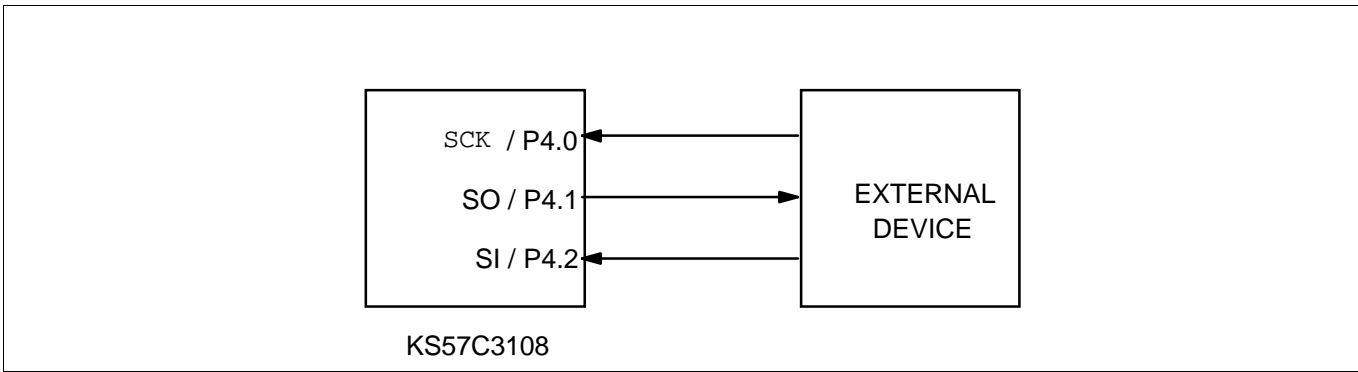 SCK / P4.0
SO / P4.1
SI / P4.2
EXTERNAL
DEVICE
KS57C3108